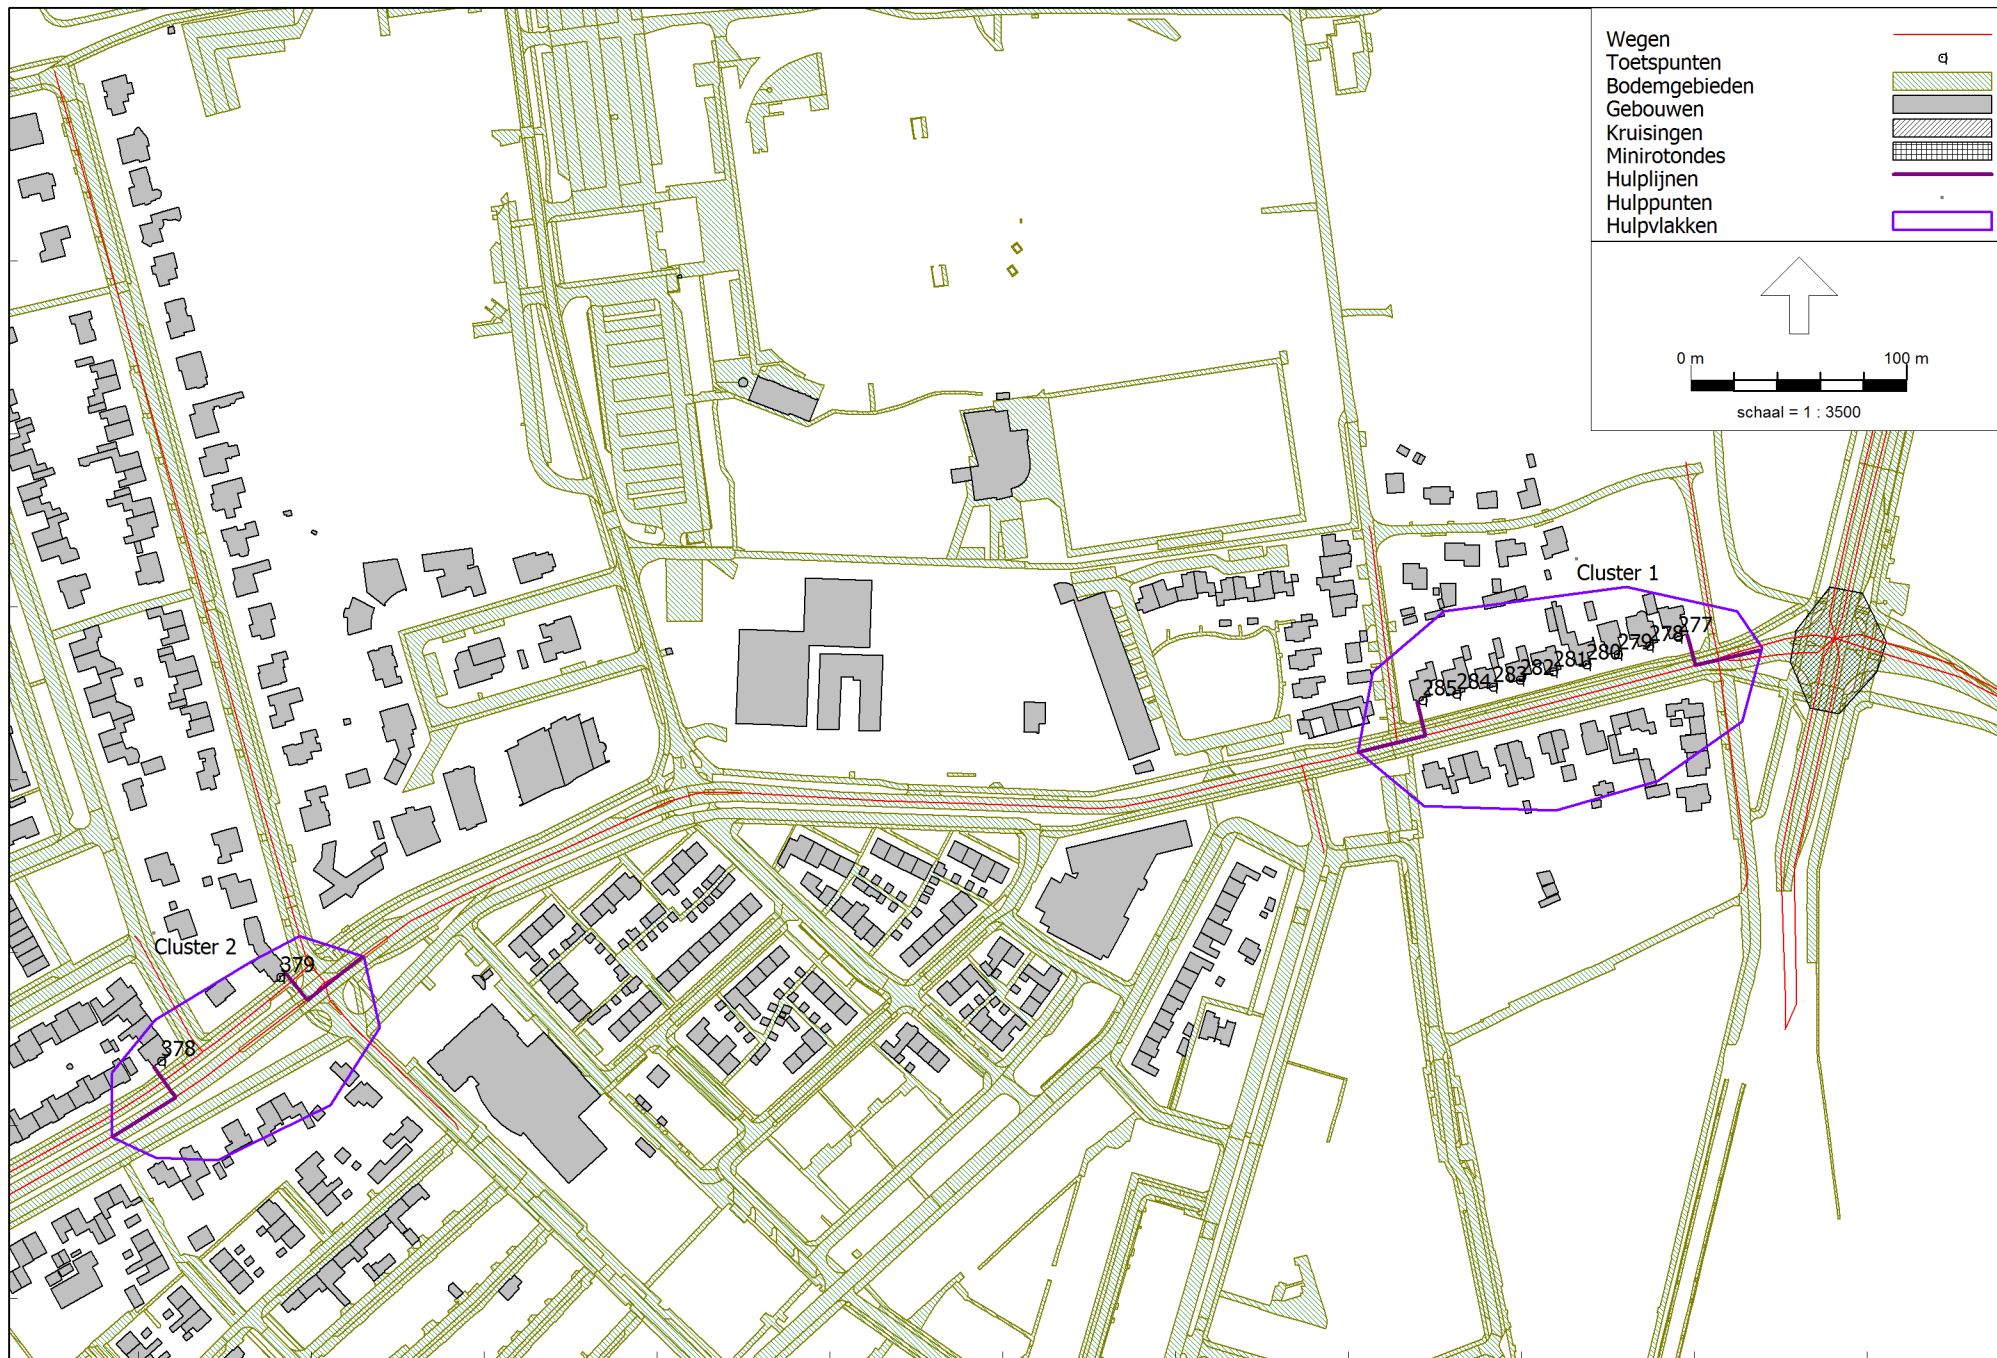 Wegen
Toetspunten
Bodemgebieden
Gebouwen
Kruisingen
Minirotondes
Hulplijnen
Hulppunten
Hulpvlakken
0 m 100 m
schaal = 1 : 3500
Cluster 1
277
278
279
280
281
282
283
284
285
Cluster 2
379
378